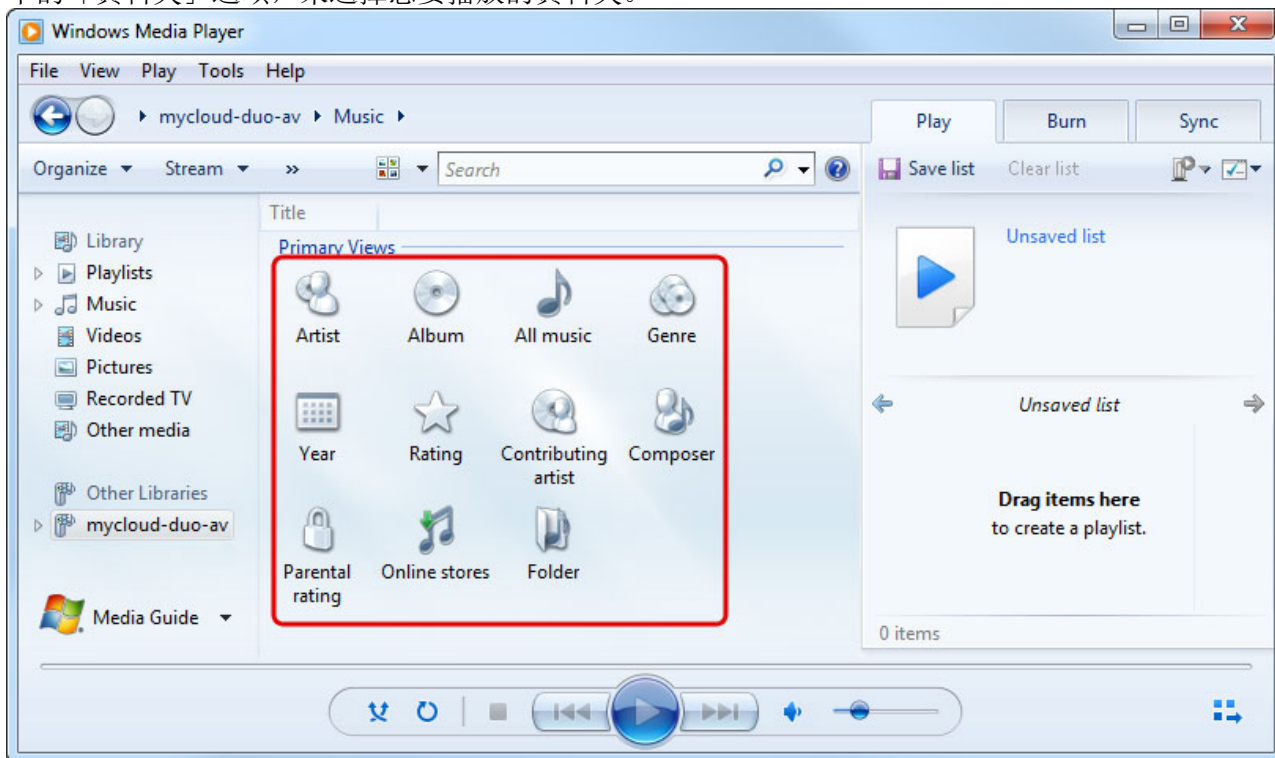 Windows Media Player
File View Play Tools Help
mycloud-duo-av Music
Play Burn Sync
Organize Stream » Search
Save list Clear list
Title
Primary Views
Library
Playlists
Music
Videos
Pictures
Recorded TV
Other media
Other Libraries
mycloud-duo-av
Media Guide
Artist Album All music Genre
Year Rating Contributing artist Composer
Parental rating Online stores Folder
Unsaved list
Unsaved list
Drag items here
to create a playlist.
0 items